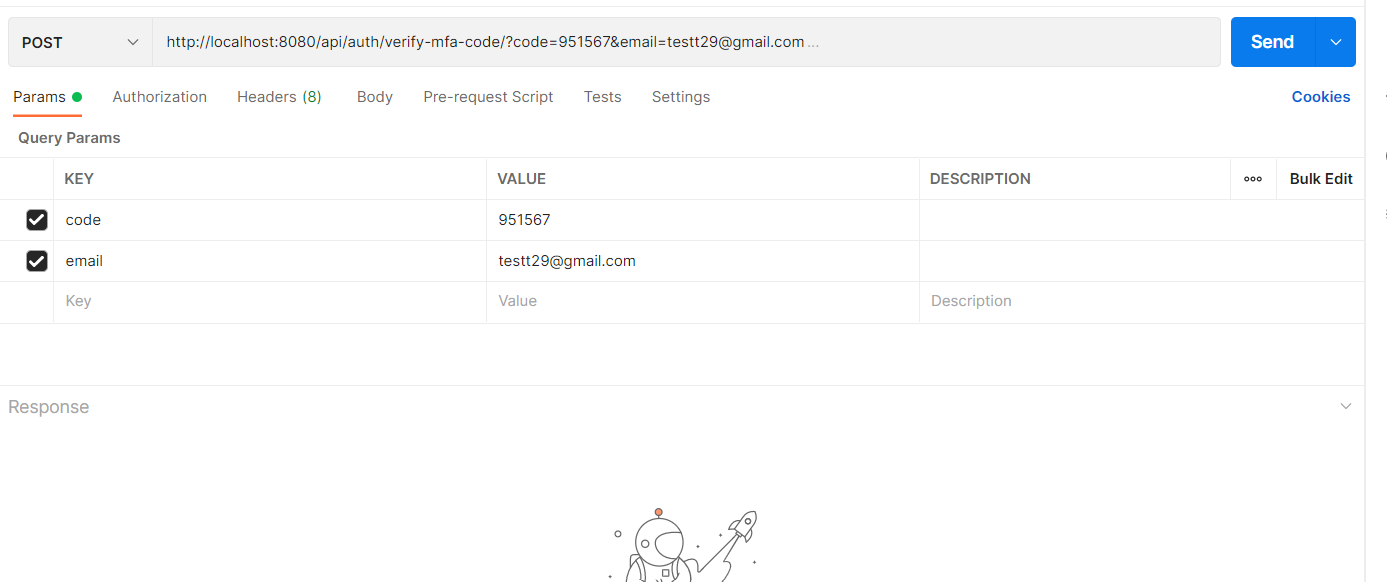 POST http://localhost:8080/api/auth/verify-mfa-code/?code=951567&email=testt29@gmail.com ... Send
Params Authorization Headers (8) Body Pre-request Script Tests Settings Cookies
Query Params
KEY VALUE DESCRIPTION Bulk Edit
code 951567
email testt29@gmail.com
Key Value Description
Response